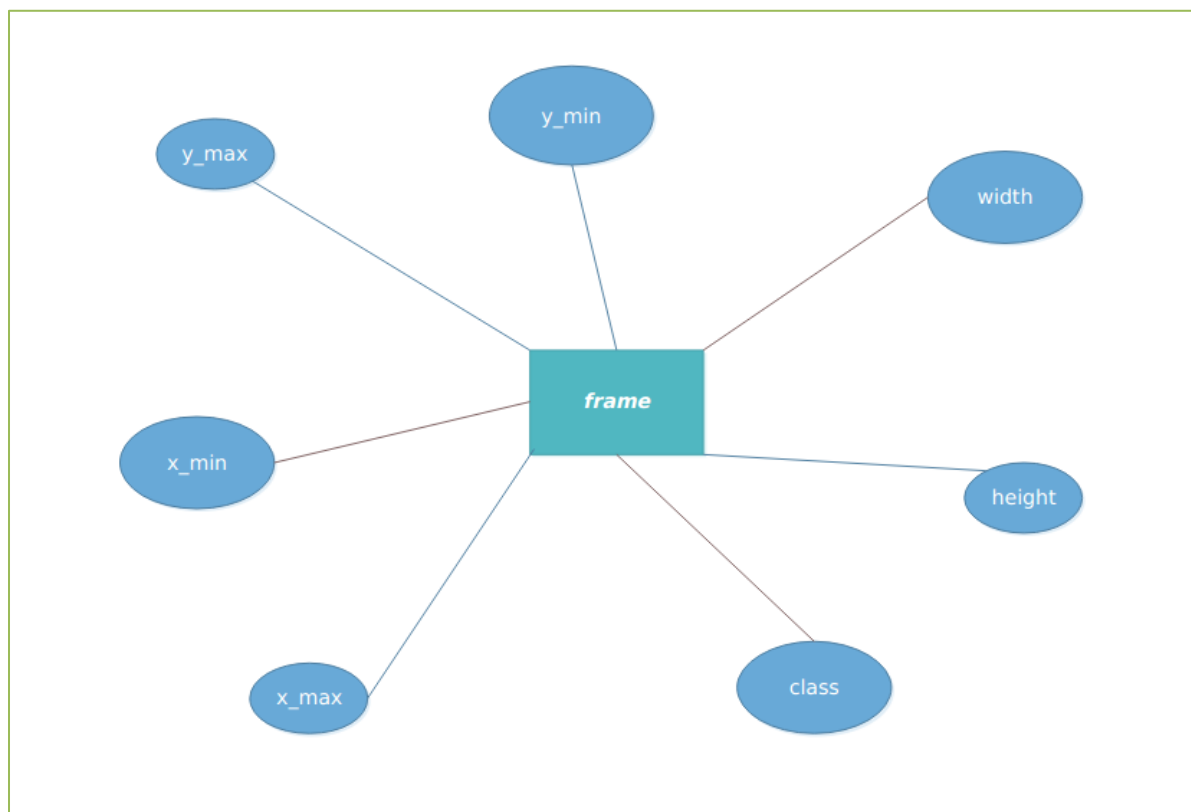 y_min
y_max
width
frame
x_min
height
class
x_max